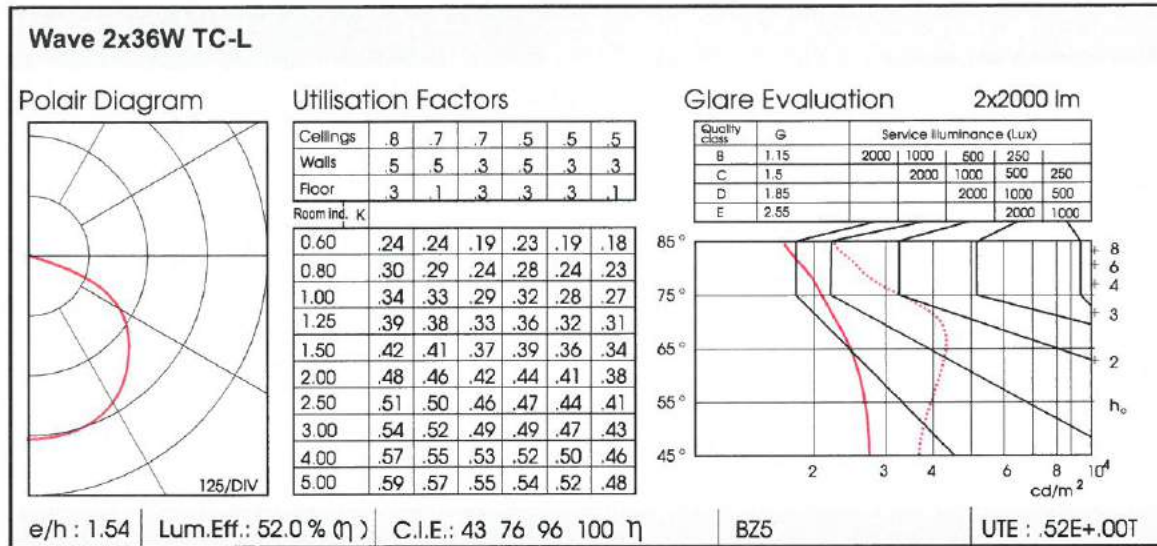 Wave 2x36W TC-L
Polair Diagram
125/DIV
Utilisation Factors
Ceilings .8 .7 .7 .5 .5 .5
Walls .5 .5 .3 .5 .3 .3
Floor .3 .1 .3 .3 .3 .1
Room ind. K
0.60 .24 .24 .19 .23 .19 .18
0.80 .30 .29 .24 .28 .24 .23
1.00 .34 .33 .29 .32 .28 .27
1.25 .39 .38 .33 .36 .32 .31
1.50 .42 .41 .37 .39 .36 .34
2.00 .48 .46 .42 .44 .41 .38
2.50 .51 .50 .46 .47 .44 .41
3.00 .54 .52 .49 .49 .47 .43
4.00 .57 .55 .53 .52 .50 .46
5.00 .59 .57 .55 .54 .52 .48
Glare Evaluation 2x2000 lm
Quality class G Service illuminance (Lux)
B 1.15 2000 1000 500 250
C 1.5 2000 1000 500 250
D 1.85 2000 1000 500
E 2.55 2000 1000
85° 8
6
4
75° 3
65° 2
55° h₀
45° 2 3 4 6 8 10⁴
cd/m²
e/h : 1.54 Lum.Eff.: 52.0 % (η) C.I.E.: 43 76 96 100 η BZ5 UTE : .52E+.00T